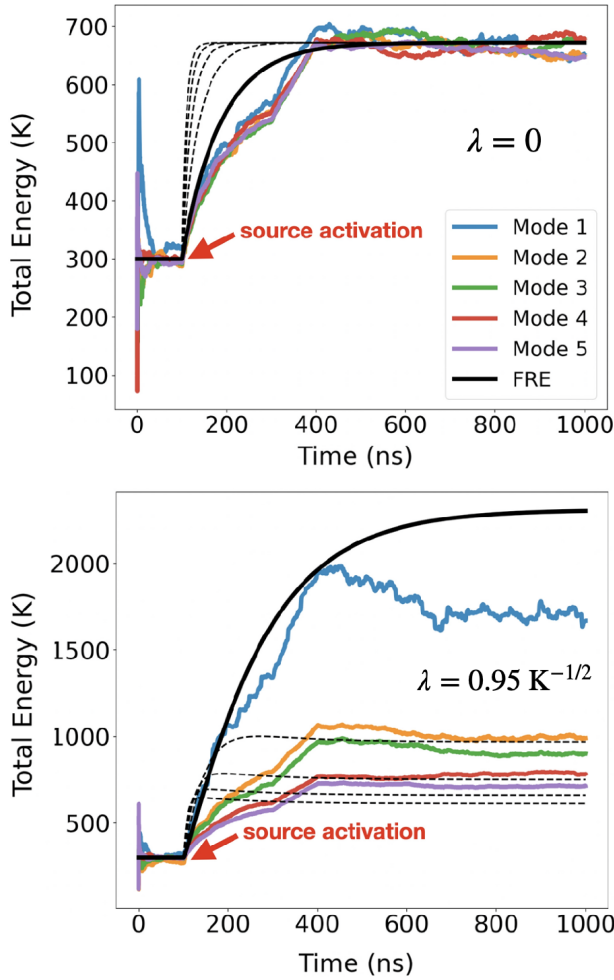 700
600
500
400
300
200
100
Total Energy (K)
λ = 0
source activation
Mode 1
Mode 2
Mode 3
Mode 4
Mode 5
FRE
0 200 400 600 800 1000
Time (ns)
2000
1500
1000
500
Total Energy (K)
λ = 0.95 K⁻¹/²
source activation
0 200 400 600 800 1000
Time (ns)